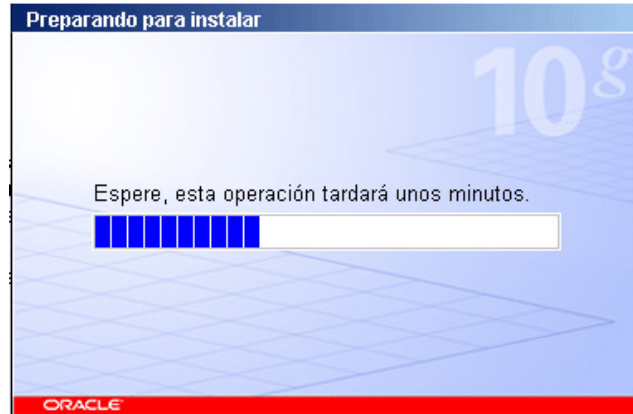 Preparando para instalar
10g
Espere, esta operación tardará unos minutos.
ORACLE